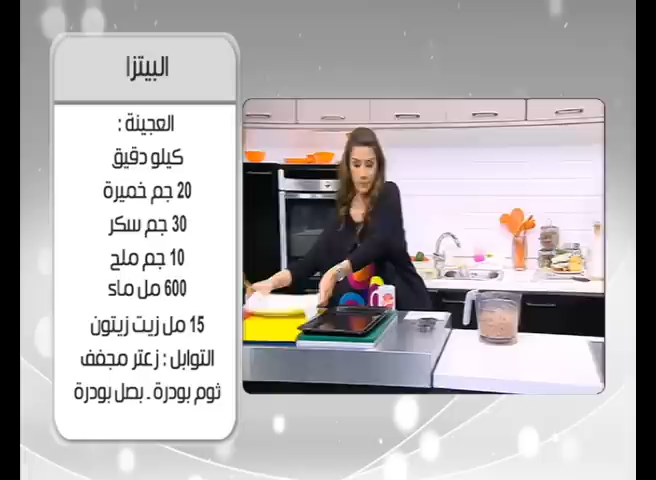 البيتزا
العجينة :
كيلو دقيق
20 جم خميرة
30 جم سكر
10 جم ملح
600 مل ماء
15 مل زيت زيتون
التوابل : زعتر مجفف
ثوم بودرة ـ بصل بودرة